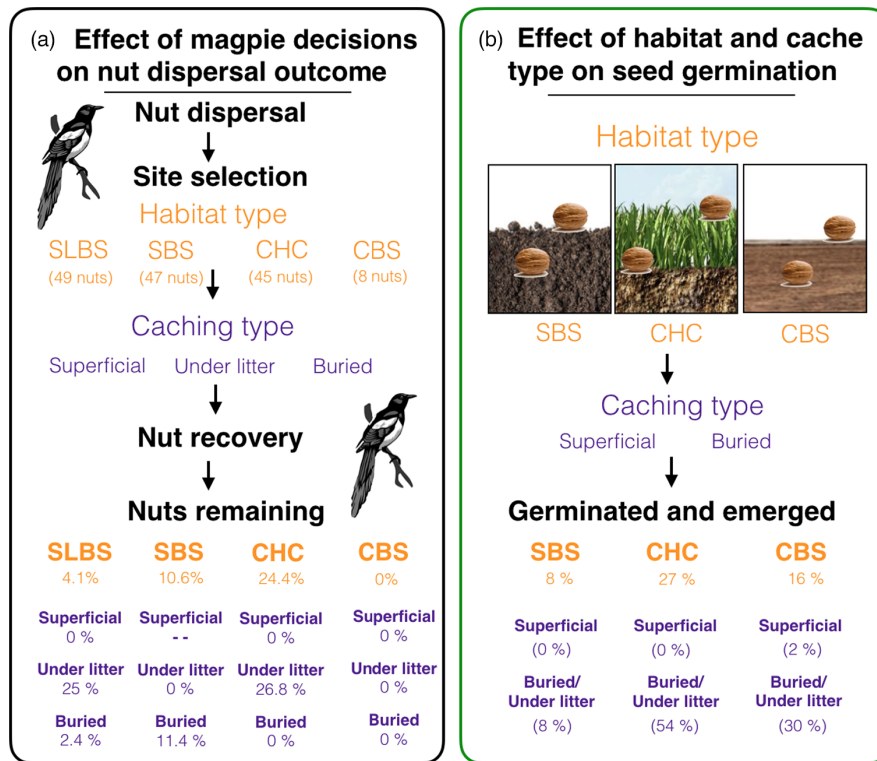 (a) Effect of magpie decisions
on nut dispersal outcome
Nut dispersal
Site selection
Habitat type
SLBS SBS CHC CBS
(49 nuts) (47 nuts) (45 nuts) (8 nuts)
Caching type
Superficial Under litter Buried
Nut recovery
Nuts remaining
SLBS SBS CHC CBS
4.1% 10.6% 24.4% 0%
Superficial Superficial Superficial Superficial
0 % - - 0 % 0 %
Under litter Under litter Under litter Under litter
25 % 0 % 26.8 % 0 %
Buried Buried Buried Buried
2.4 % 11.4 % 0 % 0 %
(b) Effect of habitat and cache
type on seed germination
Habitat type
SBS CHC CBS
Caching type
Superficial Buried
Germinated and emerged
SBS CHC CBS
8 % 27 % 16 %
Superficial Superficial Superficial
(0 %) (0 %) (2 %)
Buried/ Buried/ Buried/
Under litter Under litter Under litter
(8 %) (54 %) (30 %)